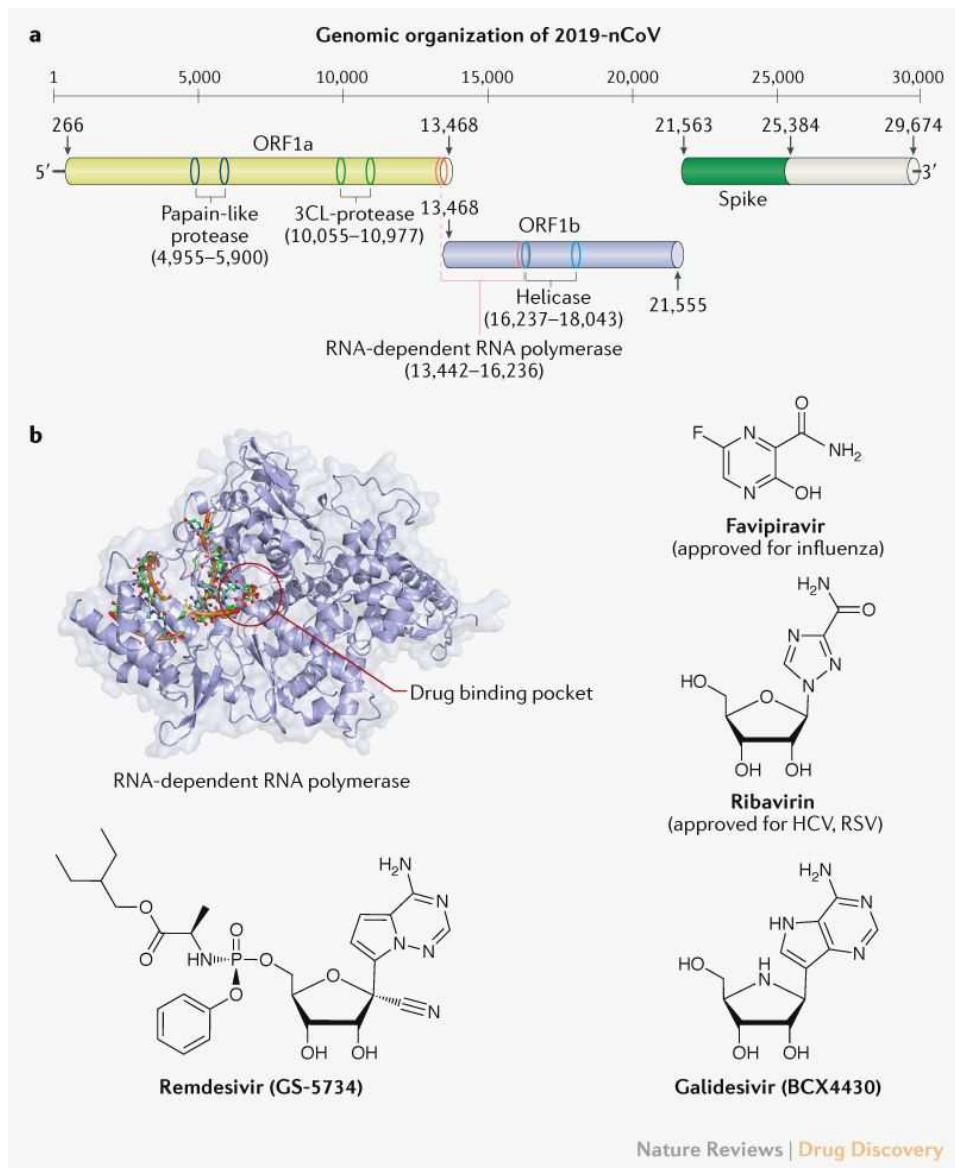 a
Genomic organization of 2019-nCoV
1 5,000 10,000 15,000 20,000 25,000 30,000
266 13,468 21,563 25,384 29,674
ORF1a
5′ 3′
Spike
Papain-like
protease
(4,955–5,900)
3CL-protease
(10,055–10,977)
13,468
ORF1b
Helicase
(16,237–18,043)
21,555
RNA-dependent RNA polymerase
(13,442–16,236)
b
Drug binding pocket
RNA-dependent RNA polymerase
O
F N
NH2
N OH
Favipiravir
(approved for influenza)
H2N
O
N
N
N
HO O
OH OH
Ribavirin
(approved for HCV, RSV)
H2N
N
O
O
O HN P O
O
N N
O
N
OH OH
Remdesivir (GS-5734)
H2N
N
HN
N
HO H
N
OH OH
Galidesivir (BCX4430)
Nature Reviews | Drug Discovery